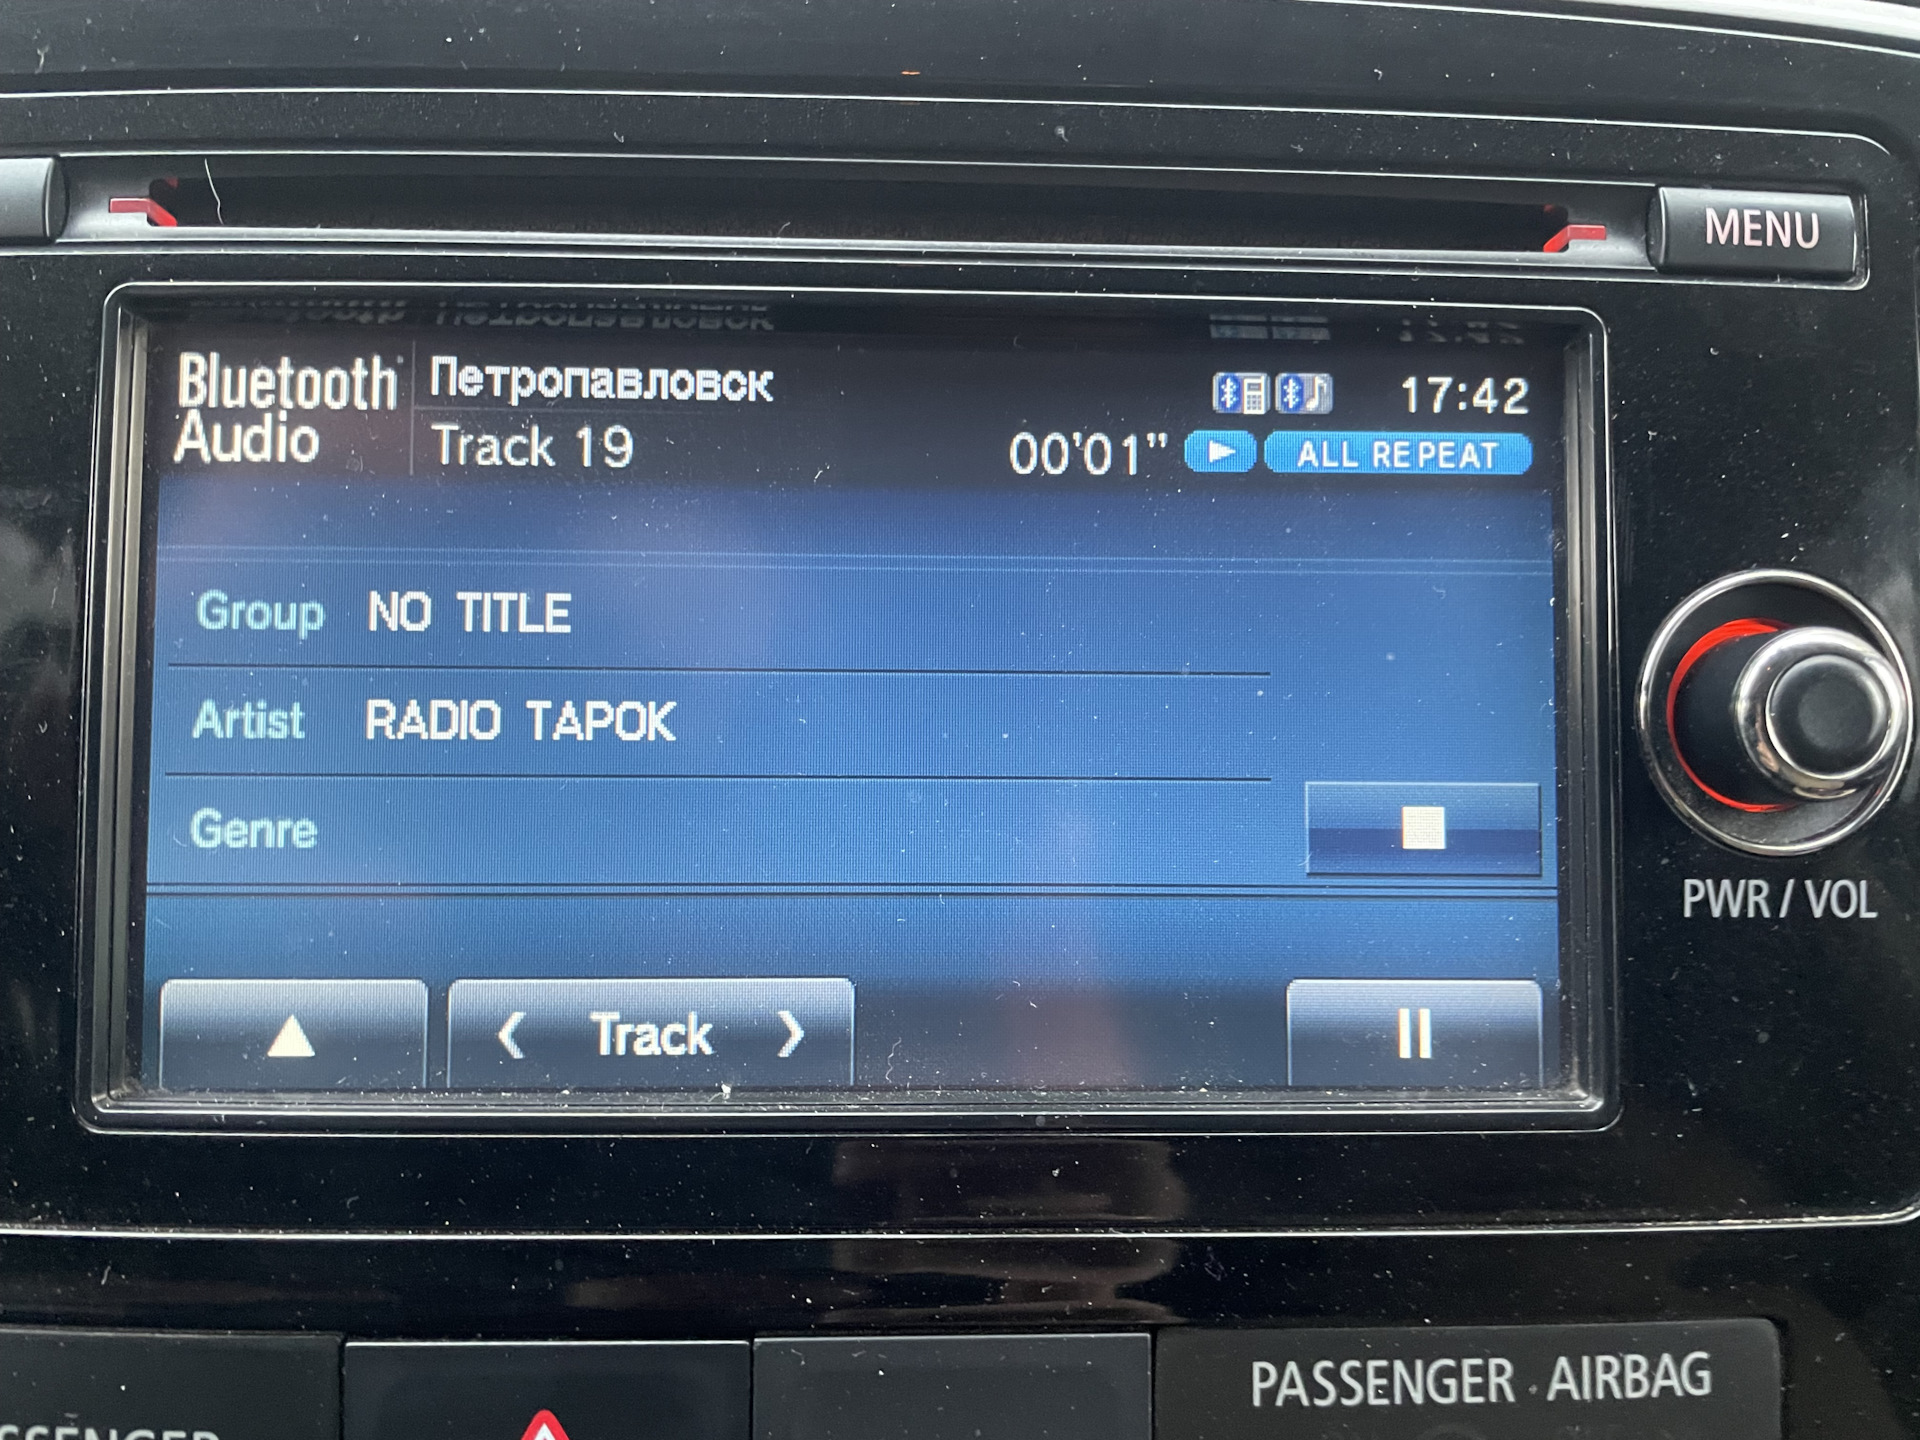 MENU
Bluetooth
Audio
Петропавловск
17:42
Track 19
00'01"
ALL REPEAT
Group NO TITLE
Artist RADIO TAPOK
Genre
Track
PWR / VOL
PASSENGER AIRBAG